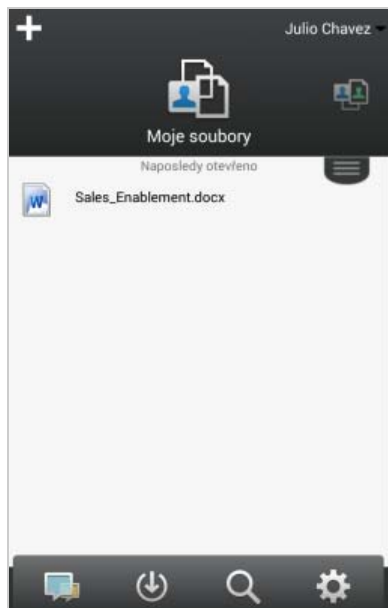 Julio Chavez
Moje soubory
Naposledy otevřeno
Sales_Enablement.docx